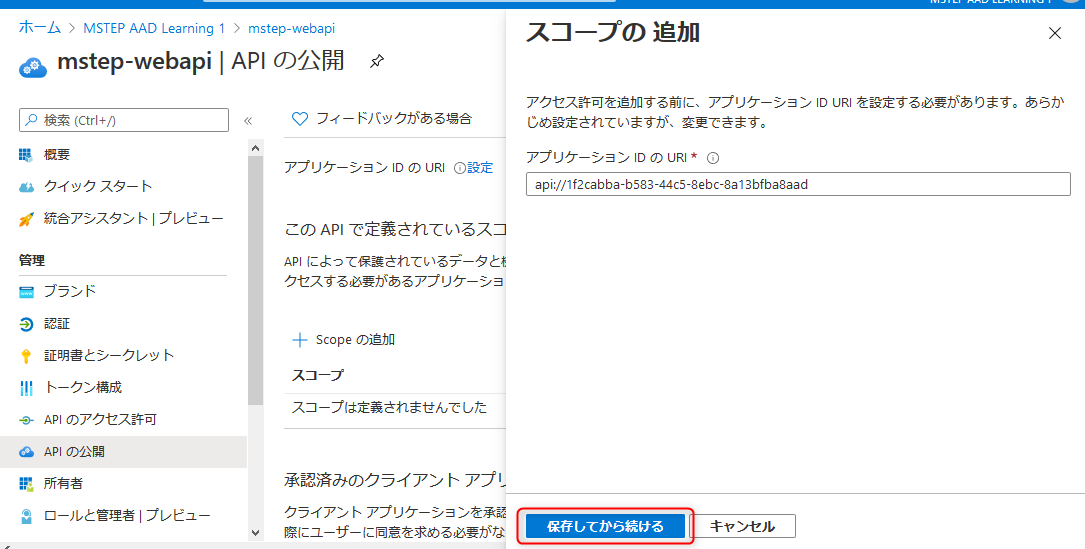 MSTEP AAD LEARNING 1
ホーム > MSTEP AAD Learning 1 > mstep-webapi
mstep-webapi | API の公開
検索 (Ctrl+/)
«
概要
クイック スタート
統合アシスタント | プレビュー
管理
ブランド
認証
証明書とシークレット
トークン構成
API のアクセス許可
API の公開
所有者
ロールと管理者 | プレビュー
フィードバックがある場合
アプリケーション ID の URI 設定
この API で定義されているスコ
API によって保護されているデータと
クセスする必要があるアプリケーショ
Scope の追加
スコープ
スコープは定義されませんでした
承認済みのクライアント アプリ
クライアント アプリケーションを承認
際にユーザーに同意を求める必要がな
スコープの 追加
アクセス許可を追加する前に、アプリケーション ID URI を設定する必要があります。あらか
じめ設定されていますが、変更できます。
アプリケーション ID の URI *
api://1f2cabba-b583-44c5-8ebc-8a13bfba8aad
保存してから続ける
キャンセル